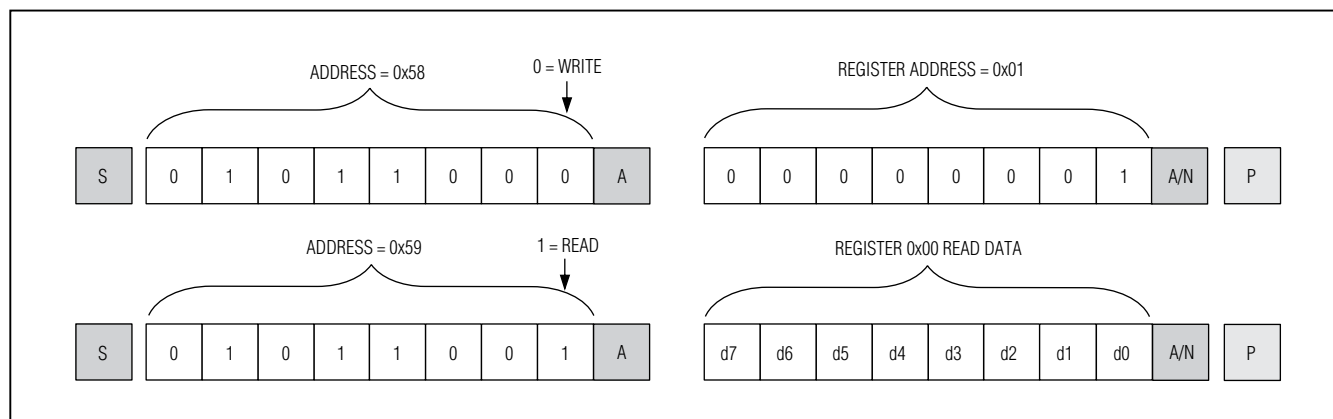 ADDRESS = 0x58 0 = WRITE REGISTER ADDRESS = 0x01
S 0 1 0 1 1 0 0 0 A 0 0 0 0 0 0 0 1 A/N P
ADDRESS = 0x59 1 = READ REGISTER 0x00 READ DATA
S 0 1 0 1 1 0 0 1 A d7 d6 d5 d4 d3 d2 d1 d0 A/N P